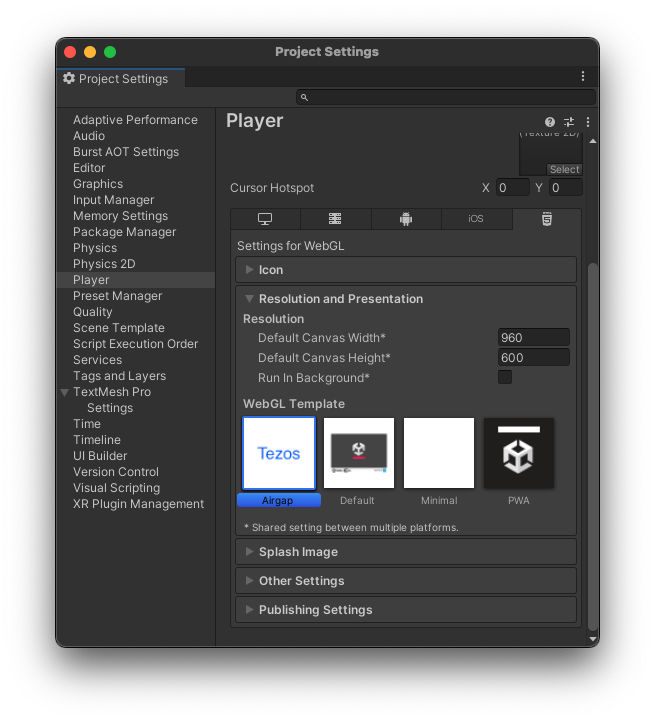 Project Settings
Project Settings
Adaptive Performance
Audio
Burst AOT Settings
Editor
Graphics
Input Manager
Memory Settings
Package Manager
Physics
Physics 2D
Player
Preset Manager
Quality
Scene Template
Script Execution Order
Services
Tags and Layers
TextMesh Pro
Settings
Time
Timeline
UI Builder
Version Control
Visual Scripting
XR Plugin Management
Player
(Texture 2D)
Select
Cursor Hotspot X 0 Y 0
iOS
Settings for WebGL
Icon
Resolution and Presentation
Resolution
Default Canvas Width* 960
Default Canvas Height* 600
Run In Background*
WebGL Template
Tezos
Airgap Default Minimal PWA
* Shared setting between multiple platforms.
Splash Image
Other Settings
Publishing Settings